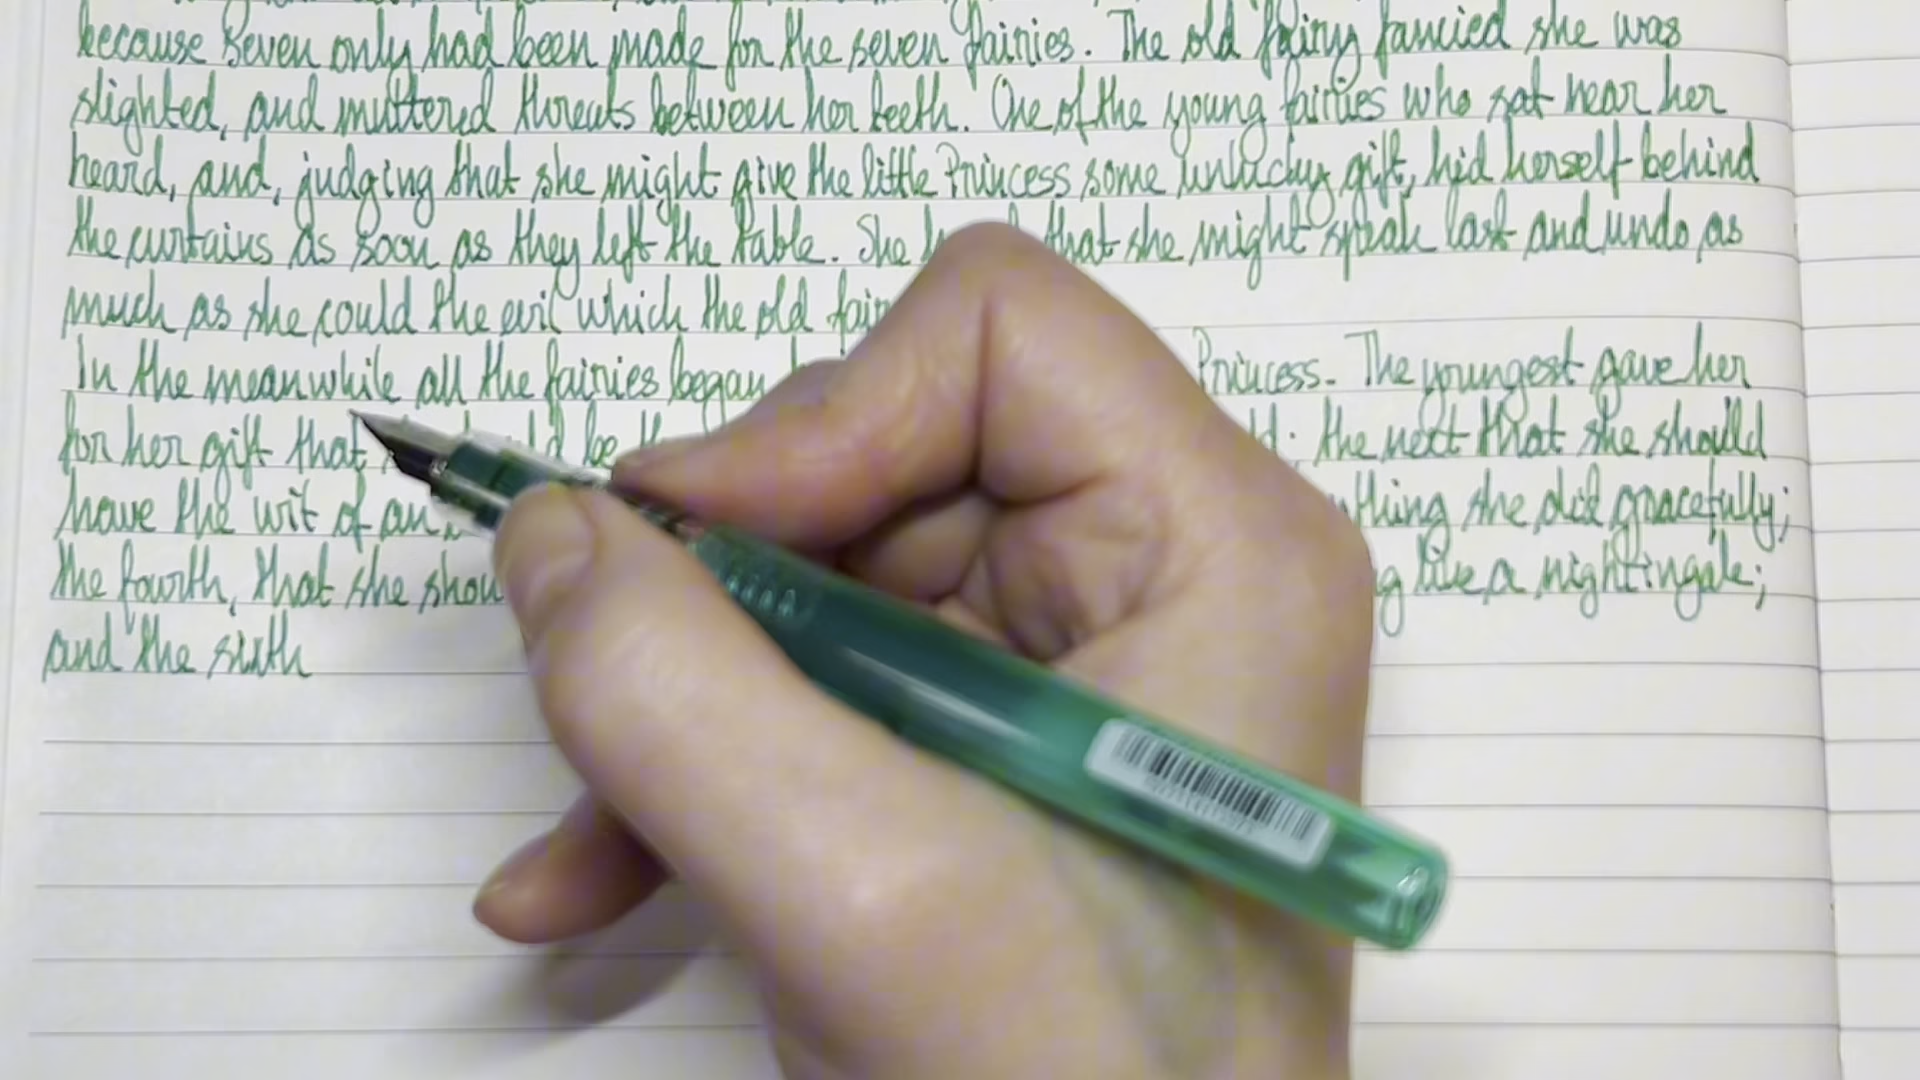 because seven only had been made for the seven fairies. The old fairy fancied she was
slighted, and muttered threats between her teeth. One of the young fairies who sat near her
heard, and, judging that she might give the little Princess some unlucky gift, hid herself behind
the curtains as soon as they left the table. She that she might speak last and undo as
much as she could the evil which the old
In the meanwhile all the fairies began Princess. The youngest gave her
for her gift that be the next that she should
have the wit of an she did gracefully;
the fourth, that she like a nightingale;
and the sixth